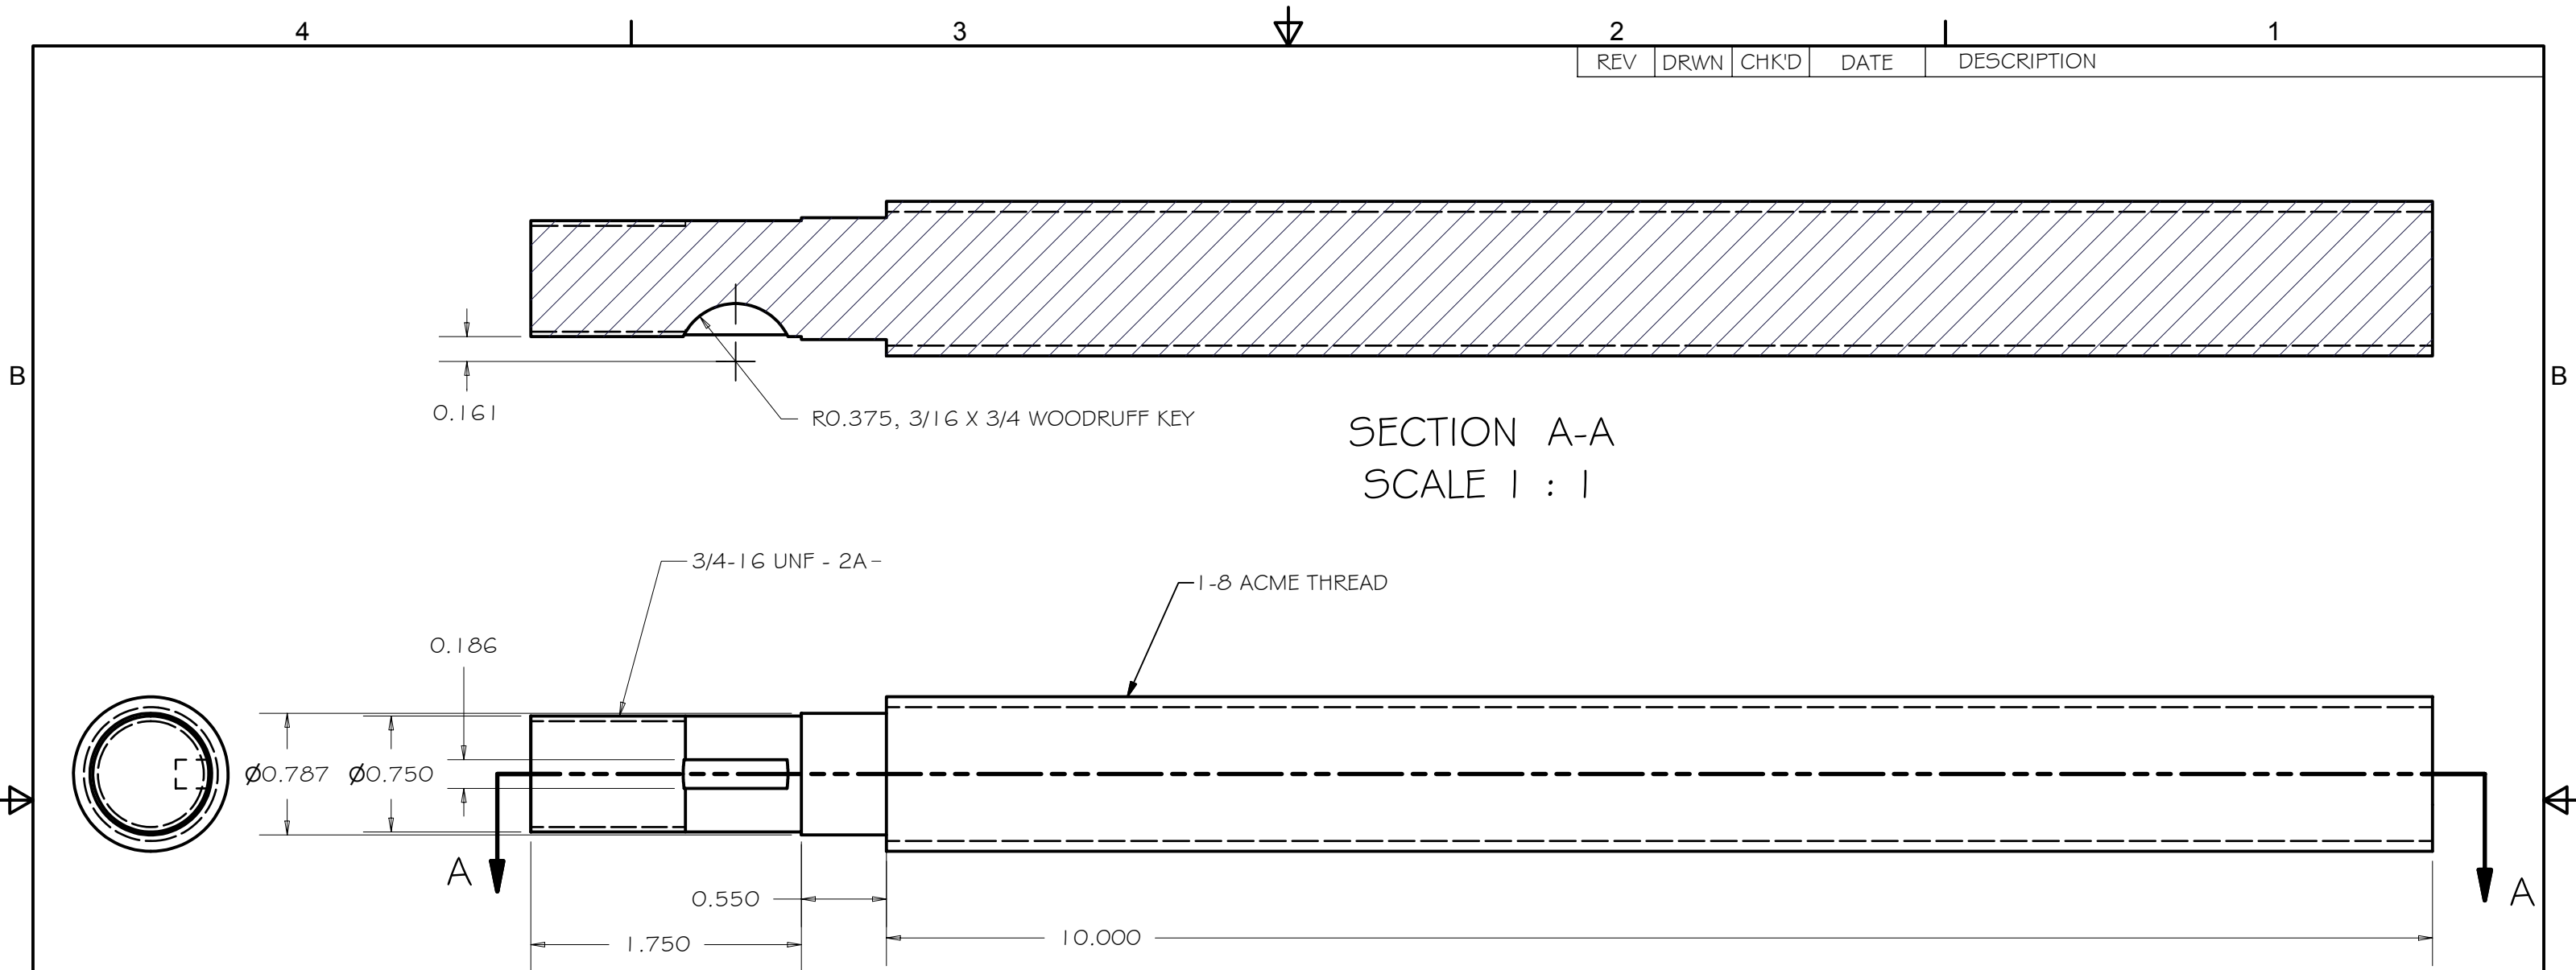 4 3 2 1
REV DRWN CHK'D DATE DESCRIPTION
B B
0.161
R0.375, 3/16 X 3/4 WOODRUFF KEY
SECTION A-A
SCALE 1 : 1
3/4-16 UNF - 2A -
1-8 ACME THREAD
0.186
Ø0.787 Ø0.750
A A
0.550
1.750 10.000